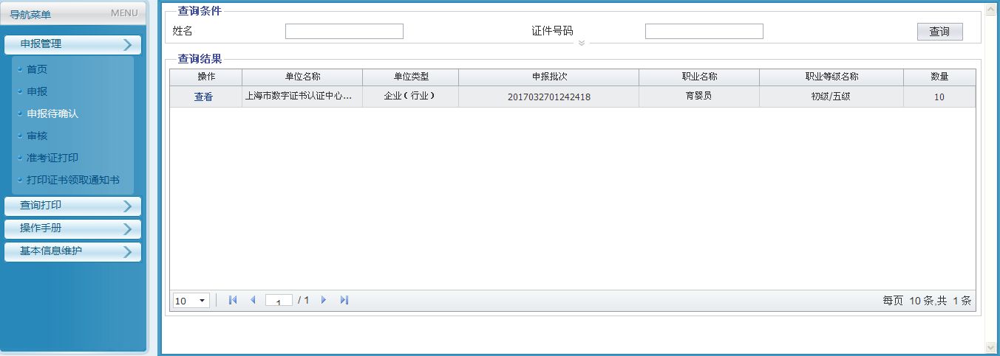 导航菜单 MENU
申报管理
首页
申报
申报待确认
审核
准考证打印
打印证书领取通知书
查询打印
操作手册
基本信息维护
查询条件
姓名 证件号码 查询
查询结果
操作 单位名称 单位类型 申报批次 职业名称 职业等级名称 数量
查看 上海市数字证书认证中心... 企业（行业） 2017032701242418 育婴员 初级/五级 10
10 1 / 1 每页 10 条,共 1 条